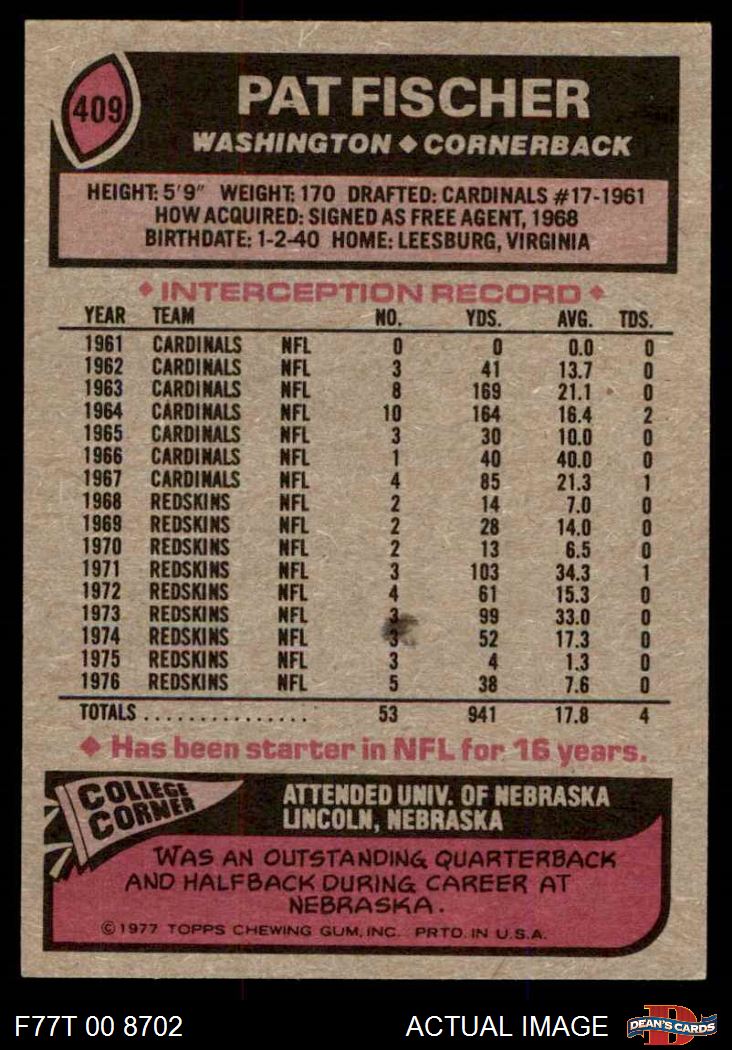 409
PAT FISCHER
WASHINGTON ◆ CORNERBACK
HEIGHT: 5'9" WEIGHT: 170 DRAFTED: CARDINALS #17-1961
HOW ACQUIRED: SIGNED AS FREE AGENT, 1968
BIRTHDATE: 1-2-40 HOME: LEESBURG, VIRGINIA
◆ INTERCEPTION RECORD ◆
YEAR TEAM NO. YDS. AVG. TDS.
1961 CARDINALS NFL 0 0 0.0 0
1962 CARDINALS NFL 3 41 13.7 0
1963 CARDINALS NFL 8 169 21.1 0
1964 CARDINALS NFL 10 164 16.4 2
1965 CARDINALS NFL 3 30 10.0 0
1966 CARDINALS NFL 1 40 40.0 0
1967 CARDINALS NFL 4 85 21.3 1
1968 REDSKINS NFL 2 14 7.0 0
1969 REDSKINS NFL 2 28 14.0 0
1970 REDSKINS NFL 2 13 6.5 0
1971 REDSKINS NFL 3 103 34.3 1
1972 REDSKINS NFL 4 61 15.3 0
1973 REDSKINS NFL 3 99 33.0 0
1974 REDSKINS NFL 3 52 17.3 0
1975 REDSKINS NFL 3 4 1.3 0
1976 REDSKINS NFL 5 38 7.6 0
TOTALS ................ 53 941 17.8 4
◆ Has been starter in NFL for 16 years.
COLLEGE
CORNER
ATTENDED UNIV. OF NEBRASKA
LINCOLN, NEBRASKA
WAS AN OUTSTANDING QUARTERBACK
AND HALFBACK DURING CAREER AT
NEBRASKA.
©1977 TOPPS CHEWING GUM, INC. PRTD. IN U.S.A.
F77T 00 8702 ACTUAL IMAGE
D
DEAN'S CARDS